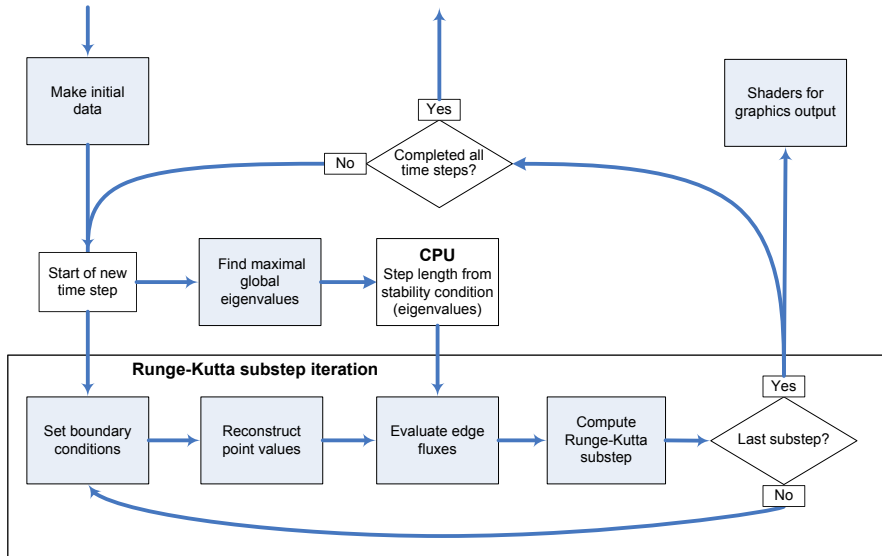 Make initial
data
Yes
Completed all
time steps?
No
Shaders for
graphics output
Start of new
time step
Find maximal
global
eigenvalues
CPU
Step length from
stability condition
(eigenvalues)
Runge-Kutta substep iteration
Set boundary
conditions
Reconstruct
point values
Evaluate edge
fluxes
Compute
Runge-Kutta
substep
Yes
Last substep?
No